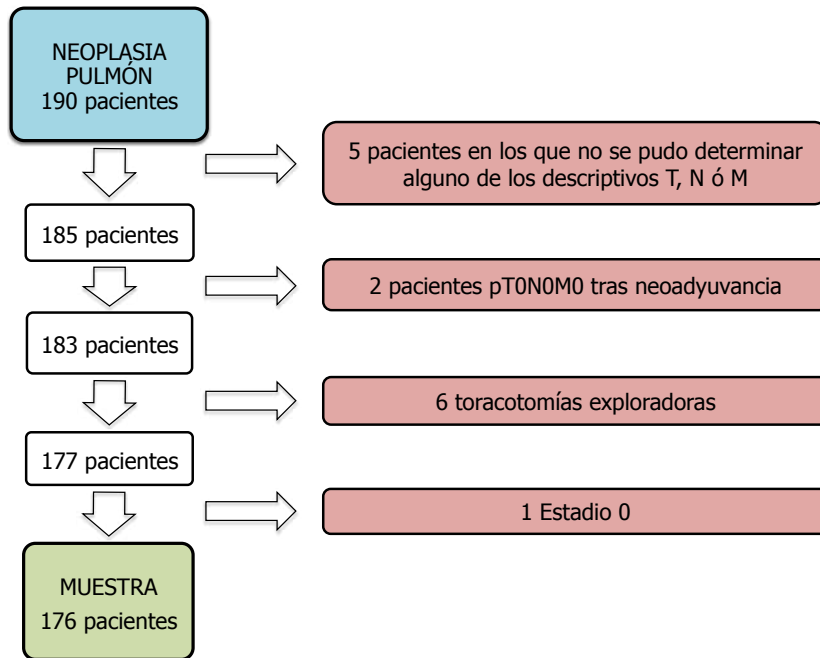 NEOPLASIA
PULMÓN
190 pacientes
5 pacientes en los que no se pudo determinar
alguno de los descriptivos T, N ó M
185 pacientes
2 pacientes pT0N0M0 tras neoadyuvancia
183 pacientes
6 toracotomías exploradoras
177 pacientes
1 Estadio 0
MUESTRA
176 pacientes